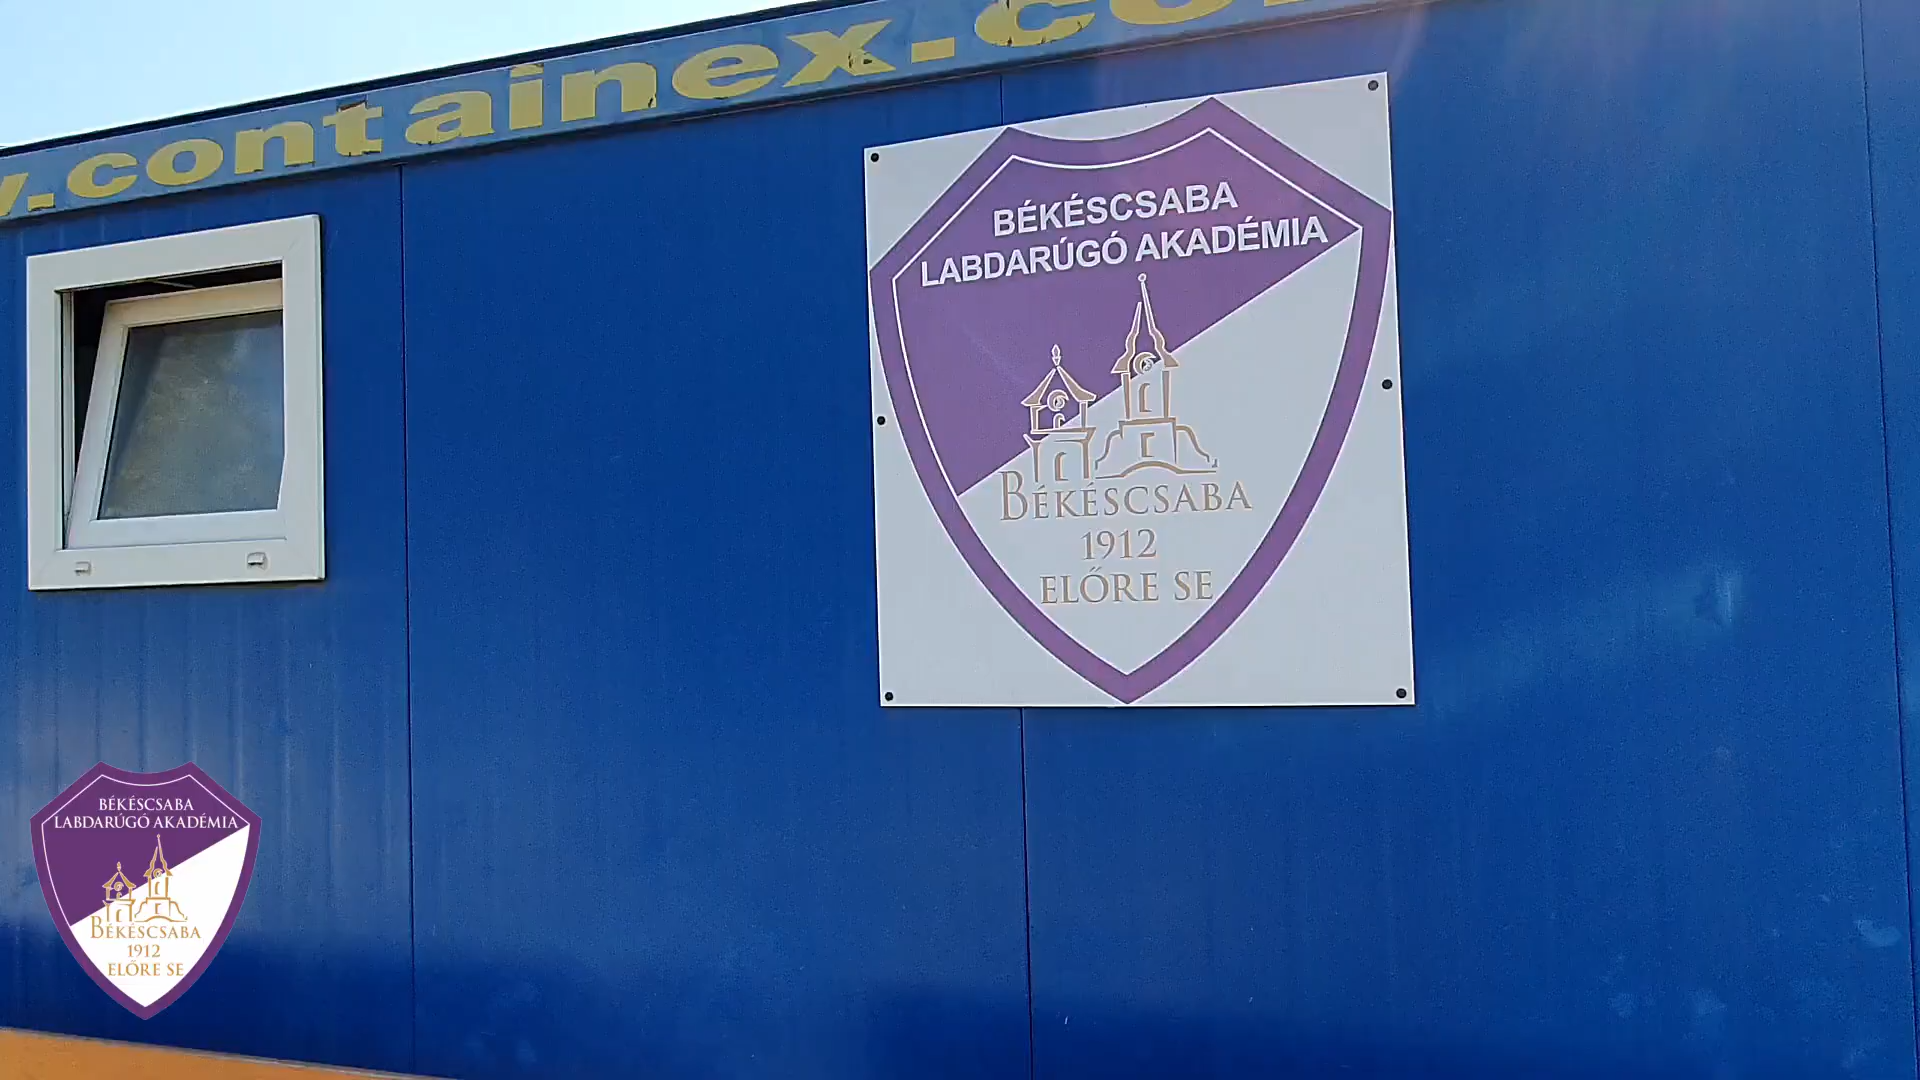 .containex.co
BÉKÉSCSABA
LABDARÚGÓ AKADÉMIA
BÉKÉSCSABA
1912
ELŐRE SE
BÉKÉSCSABA
LABDARÚGÓ AKADÉMIA
BÉKÉSCSABA
1912
ELŐRE SE